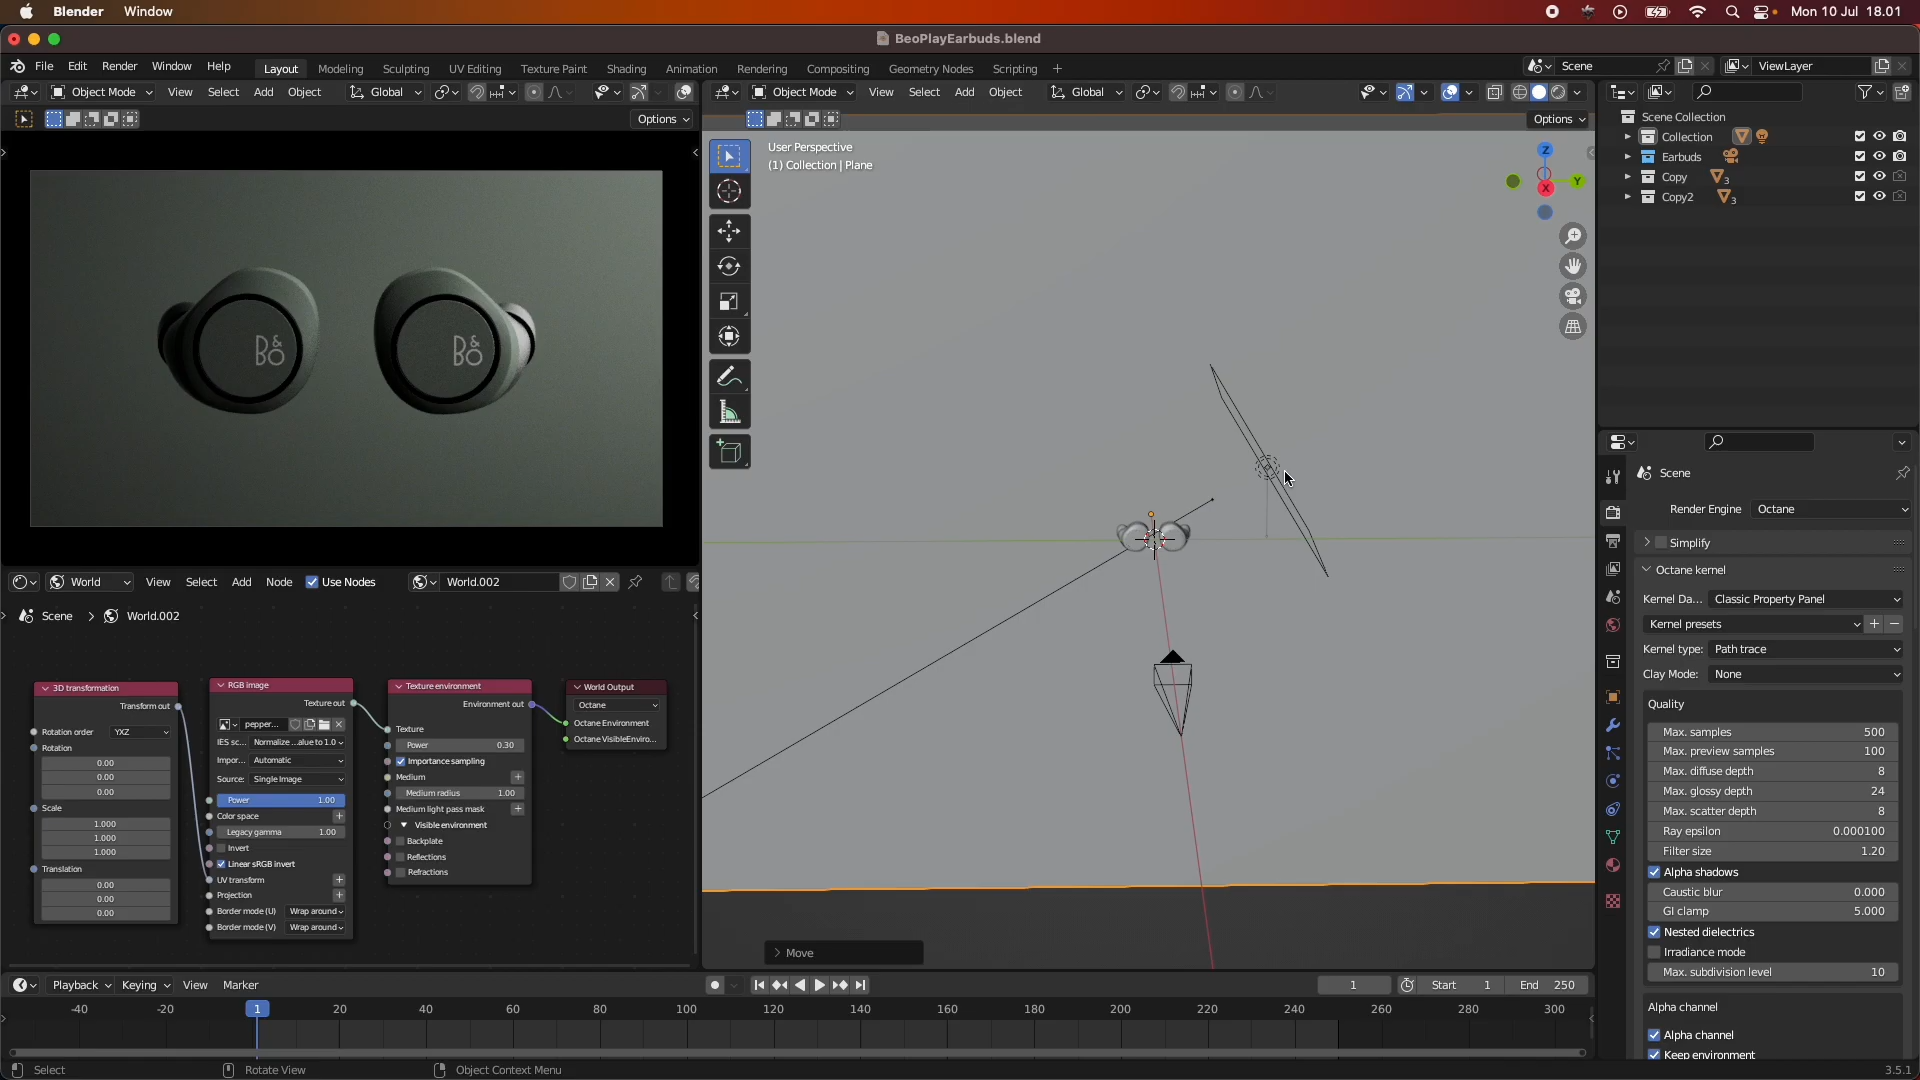 Blender Window Mon 10 Jul 18.01
BeoPlayEarbuds.blend
File Edit Render Window Help Layout Modeling Sculpting UV Editing Texture Paint Shading Animation Rendering Compositing Geometry Nodes Scripting + Scene ViewLayer
Object Mode View Select Add Object Global
Object Mode View Select Add Object Global
Options
Options
User Perspective
(1) Collection | Plane
Z
Y
X
Scene Collection
Collection
Earbuds
Copy 3
Copy2 3
B&O B&O
World View Select Add Node Use Nodes World.002
Scene > World.002
3D transformation
Transform out
Rotation order YXZ
Rotation
0.00
0.00
0.00
Scale
1.000
1.000
1.000
Translation
0.00
0.00
0.00
RGB image
Texture out
pepper...
IES sc... Normalize ...alue to 1.0
Impor... Automatic
Source: Single Image
Power 1.00
Color space
Legacy gamma 1.00
Invert
Linear sRGB invert
UV transform
Projection
Border mode (U) Wrap around
Border mode (V) Wrap around
Texture environment
Environment out
Texture
Power 0.30
Importance sampling
Medium
Medium radius 1.00
Medium light pass mask
Visible environment
Backplate
Reflections
Refractions
World Output
Octane
Octane Environment
Octane VisibleEnviro...
Move
Scene
Render Engine Octane
Simplify
Octane kernel
Kernel Da... Classic Property Panel
Kernel presets
Kernel type: Path trace
Clay Mode: None
Quality
Max. samples 500
Max. preview samples 100
Max. diffuse depth 8
Max. glossy depth 24
Max. scatter depth 8
Ray epsilon 0.000100
Filter size 1.20
Alpha shadows
Caustic blur 0.000
GI clamp 5.000
Nested dielectrics
Irradiance mode
Max. subdivision level 10
Alpha channel
Alpha channel
Keep environment
Playback Keying View Marker 1 Start 1 End 250
-40 -20 1 20 40 60 80 100 120 140 160 180 200 220 240 260 280 300
Select Rotate View Object Context Menu 3.5.1